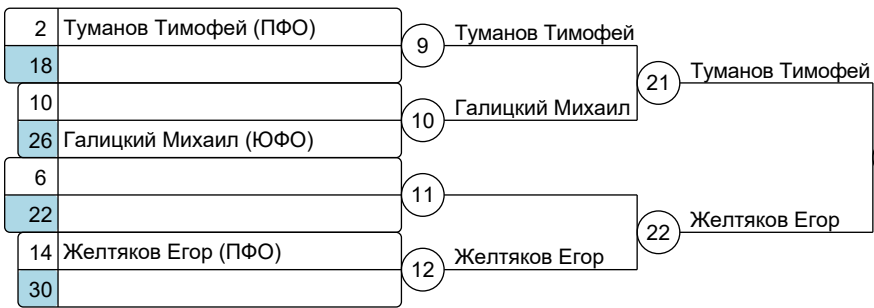 2 Туманов Тимофей (ПФО)
18
10
26 Галицкий Михаил (ЮФО)
6
22
14 Желтяков Егор (ПФО)
30
9 Туманов Тимофей
10 Галицкий Михаил
11
12 Желтяков Егор
21 Туманов Тимофей
22 Желтяков Егор